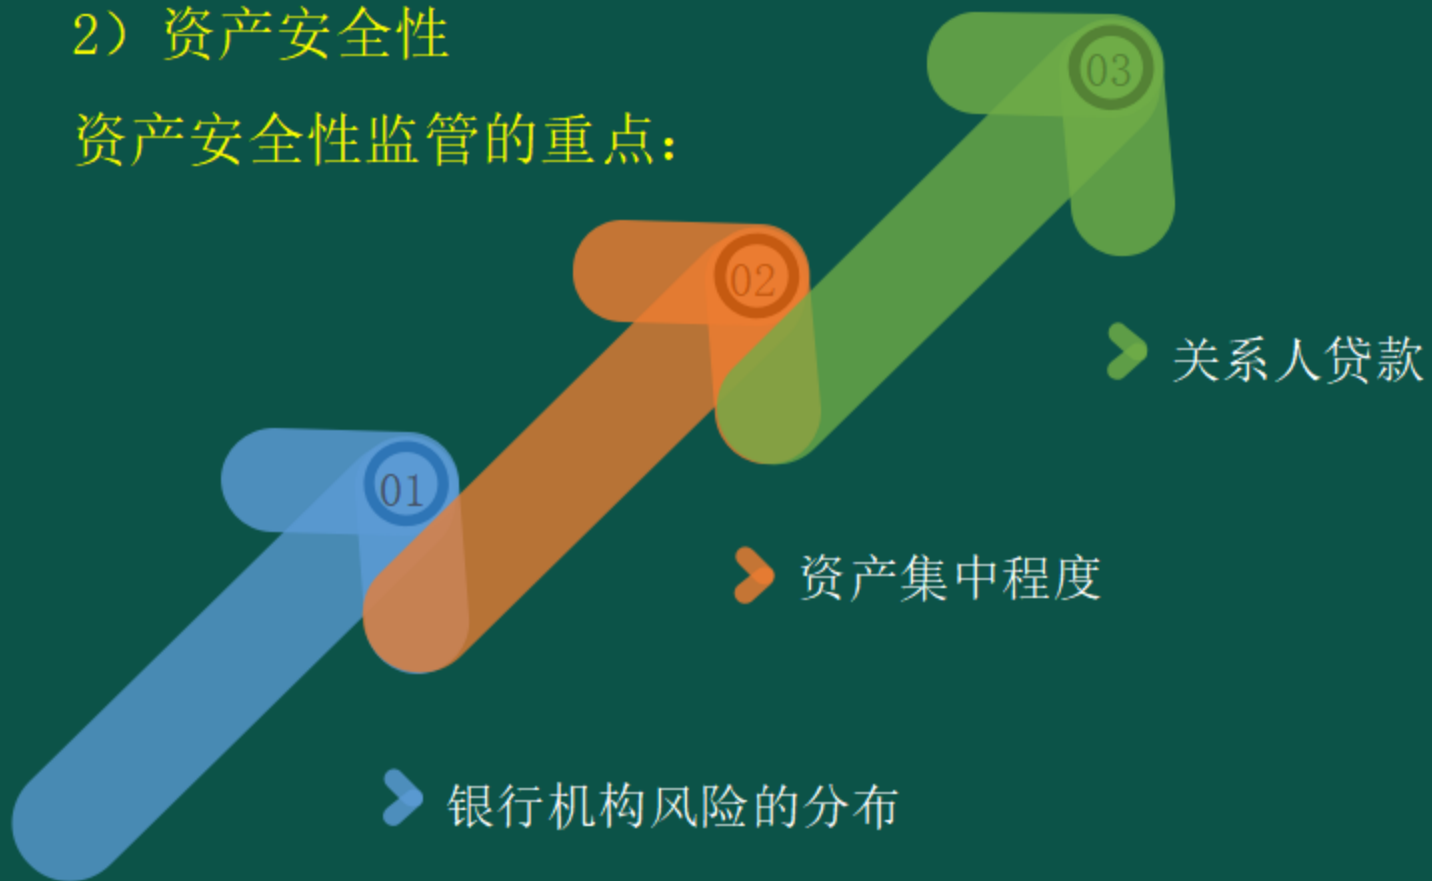 2）资产安全性
资产安全性监管的重点：
03
02
关系人贷款
01
资产集中程度
银行机构风险的分布